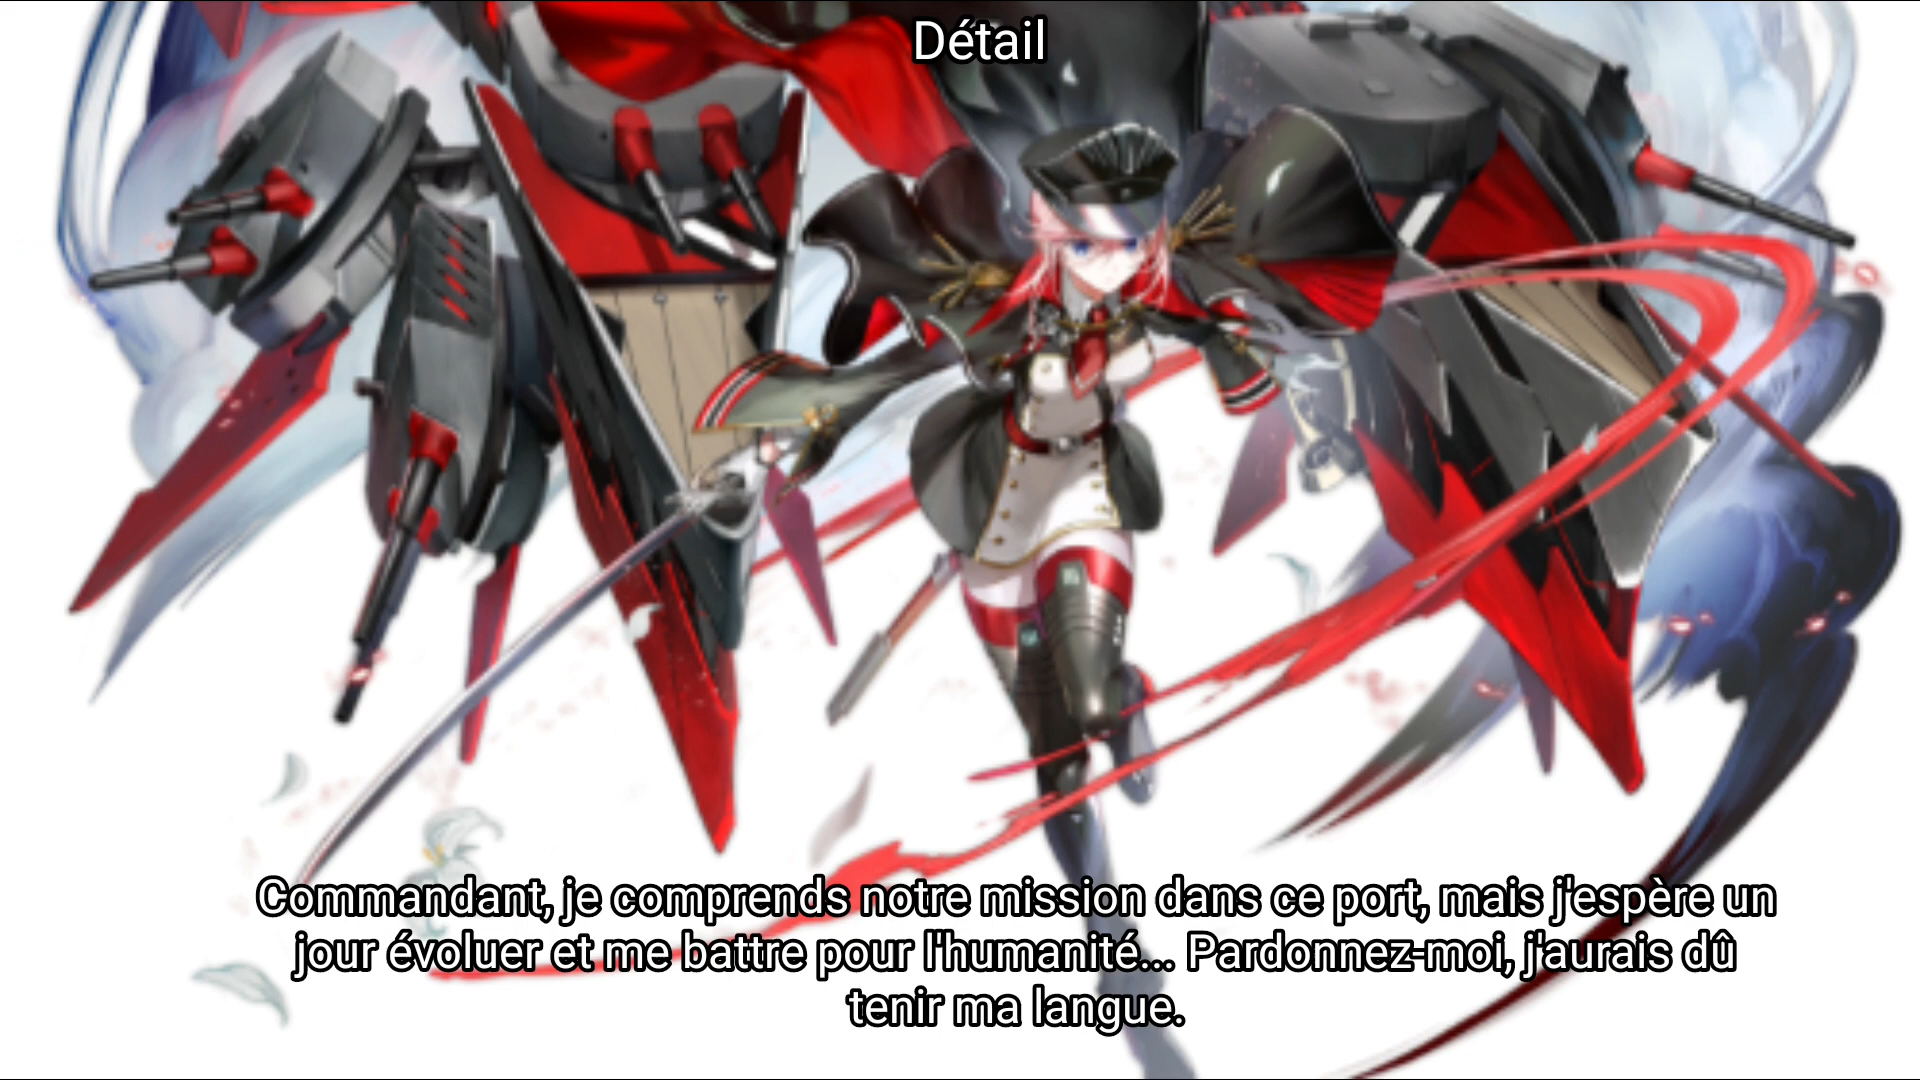 Détail
Commandant, je comprends notre mission dans ce port, mais j'espère un
jour évoluer et me battre pour l'humanité... Pardonnez-moi, j'aurais dû
tenir ma langue.